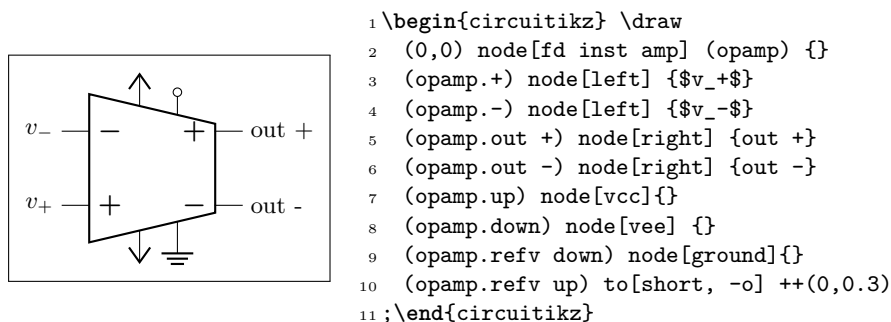 v− − + out +
v+ + − out -
1 \begin{circuitikz} \draw
2 (0,0) node[fd inst amp] (opamp) {}
3 (opamp.+) node[left] {$v_+$}
4 (opamp.-) node[left] {$v_-$}
5 (opamp.out +) node[right] {out +}
6 (opamp.out -) node[right] {out -}
7 (opamp.up) node[vcc]{}
8 (opamp.down) node[vee] {}
9 (opamp.refv down) node[ground]{}
10 (opamp.refv up) to[short, -o] ++(0,0.3)
11 ;\end{circuitikz}